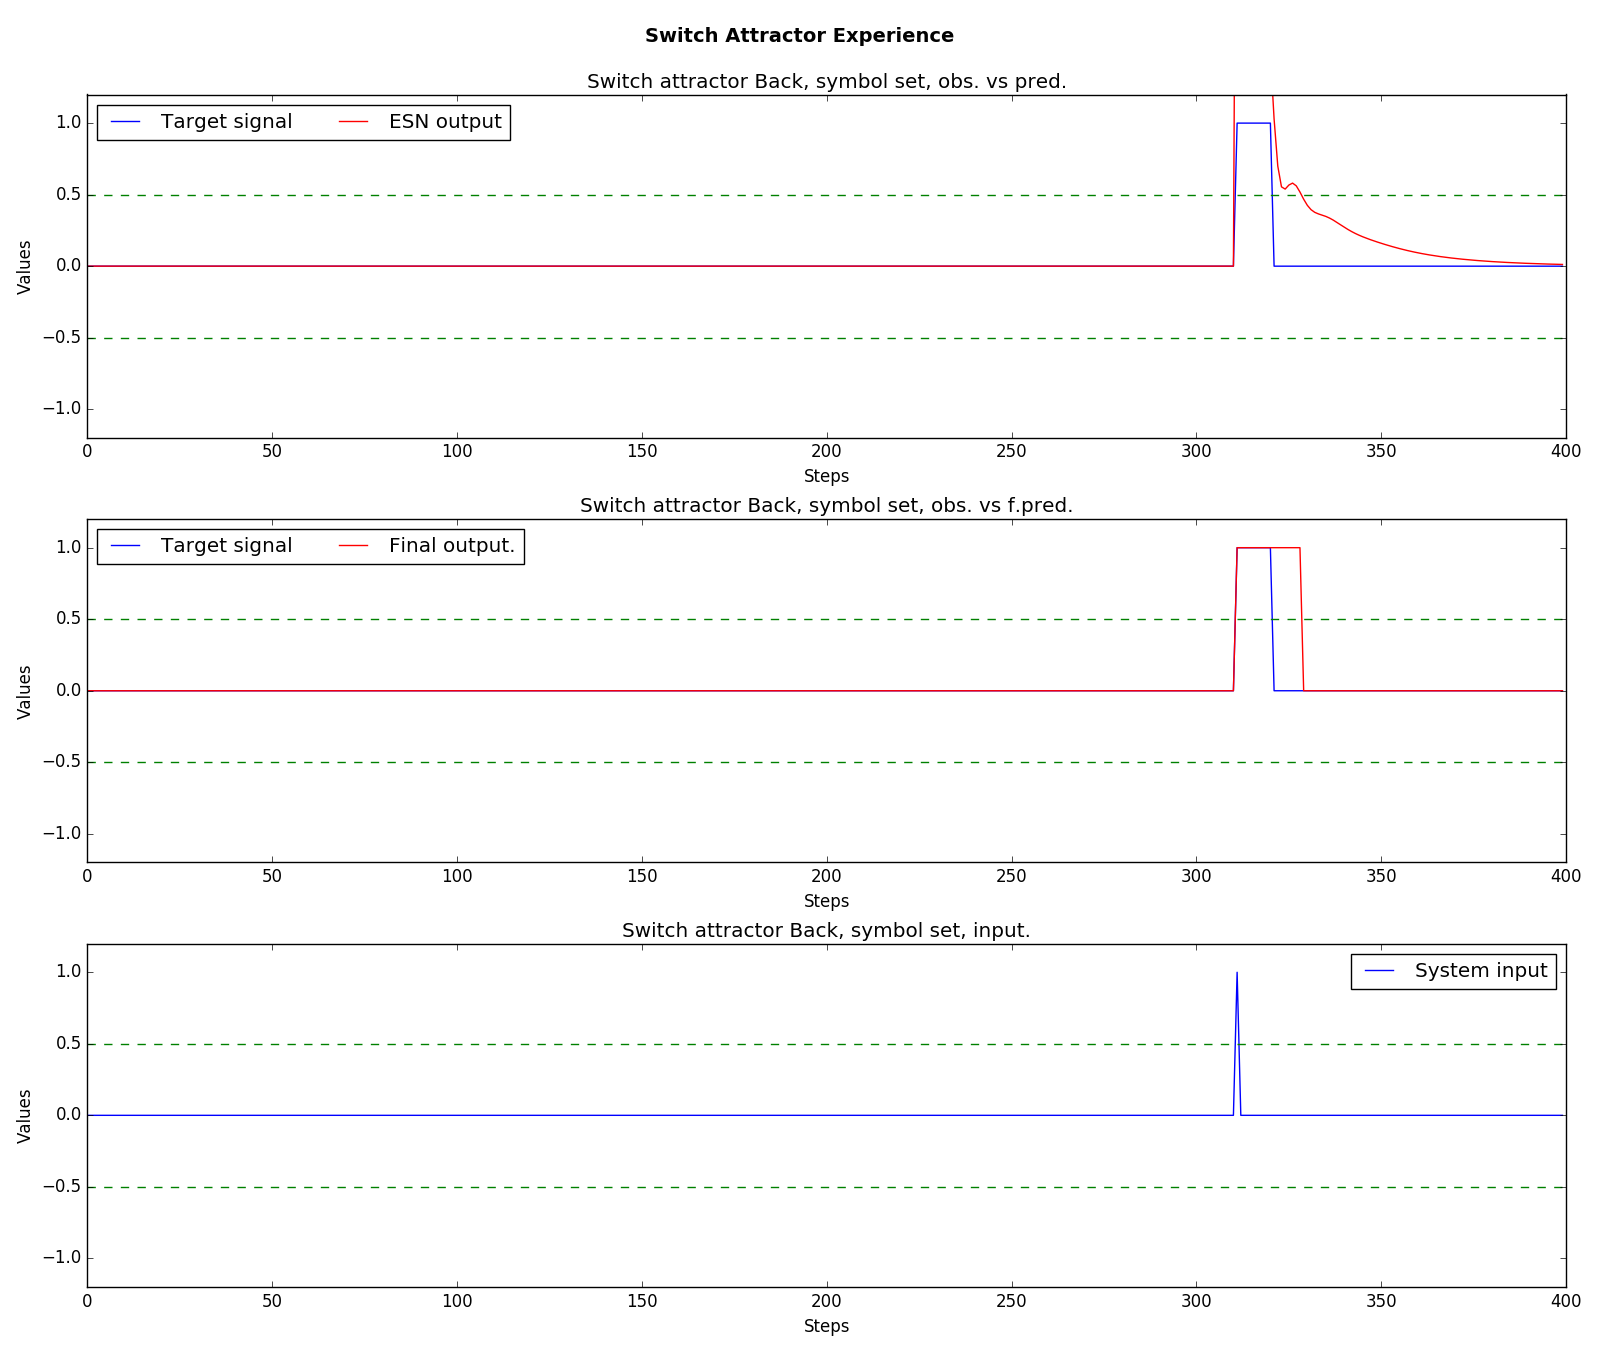 Switch Attractor Experience
Switch attractor Back, symbol set, obs. vs pred.
Target signal ESN output
1.0
0.5
0.0
−0.5
−1.0
Values
0 50 100 150 200 250 300 350 400
Steps
Switch attractor Back, symbol set, obs. vs f.pred.
Target signal Final output.
1.0
0.5
0.0
−0.5
−1.0
Values
0 50 100 150 200 250 300 350 400
Steps
Switch attractor Back, symbol set, input.
System input
1.0
0.5
0.0
−0.5
−1.0
Values
0 50 100 150 200 250 300 350 400
Steps